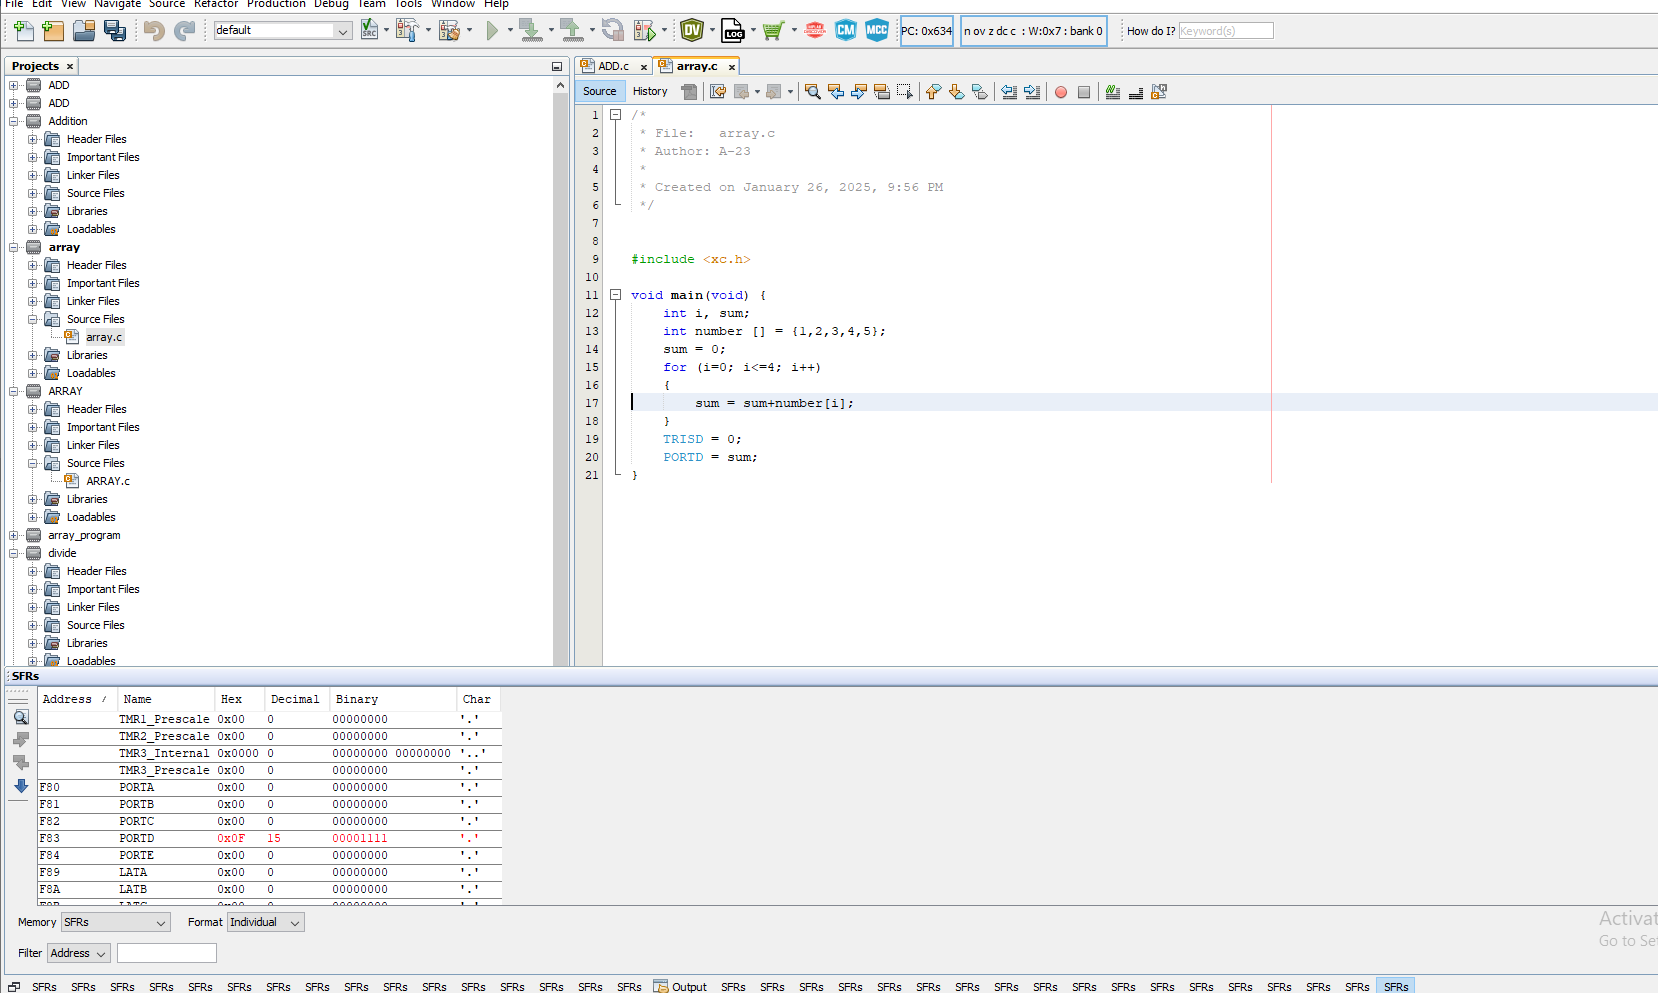 File Edit View Navigate Source Refactor Production Debug Team Tools Window Help
default
PC: 0x634
n ov z dc c : W:0x7 : bank 0
How do I? Keyword(s)
Projects
ADD
ADD
Addition
Header Files
Important Files
Linker Files
Source Files
Libraries
Loadables
array
Header Files
Important Files
Linker Files
Source Files
array.c
Libraries
Loadables
ARRAY
Header Files
Important Files
Linker Files
Source Files
ARRAY.c
Libraries
Loadables
array_program
divide
Header Files
Important Files
Linker Files
Source Files
Libraries
Loadables
ADD.c array.c
Source History
1 /*
2 * File: array.c
3 * Author: A-23
4 *
5 * Created on January 26, 2025, 9:56 PM
6 */
7
8
9 #include <xc.h>
10
11 void main(void) {
12 int i, sum;
13 int number [] = {1,2,3,4,5};
14 sum = 0;
15 for (i=0; i<=4; i++)
16 {
17 sum = sum+number[i];
18 }
19 TRISD = 0;
20 PORTD = sum;
21 }
SFRs
Address Name Hex Decimal Binary Char
TMR1_Prescale 0x00 0 00000000 '.'
TMR2_Prescale 0x00 0 00000000 '.'
TMR3_Internal 0x0000 0 00000000 00000000 '..'
TMR3_Prescale 0x00 0 00000000 '.'
F80 PORTA 0x00 0 00000000 '.'
F81 PORTB 0x00 0 00000000 '.'
F82 PORTC 0x00 0 00000000 '.'
F83 PORTD 0x0F 15 00001111 '.'
F84 PORTE 0x00 0 00000000 '.'
F89 LATA 0x00 0 00000000 '.'
F8A LATB 0x00 0 00000000 '.'
Memory SFRs Format Individual
Filter Address
Activat
Go to Set
SFRs SFRs SFRs SFRs SFRs SFRs SFRs SFRs SFRs SFRs SFRs SFRs SFRs SFRs SFRs SFRs Output SFRs SFRs SFRs SFRs SFRs SFRs SFRs SFRs SFRs SFRs SFRs SFRs SFRs SFRs SFRs SFRs SFRs SFRs